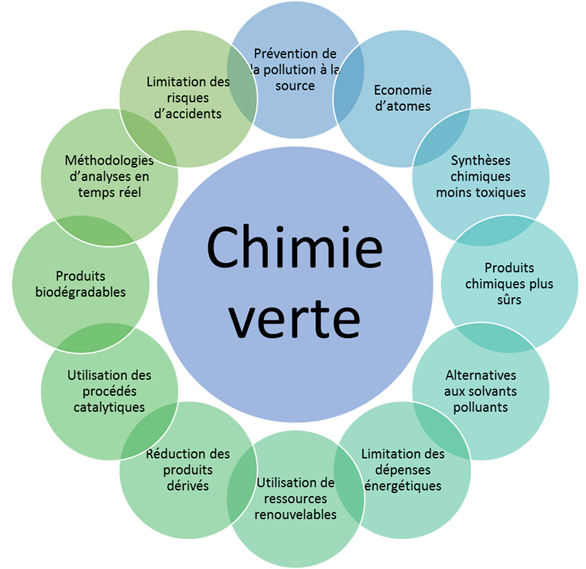 Prévention de
la pollution à la
source
Economie
d'atomes
Synthèses
chimiques
moins toxiques
Produits
chimiques plus
sûrs
Alternatives
aux solvants
polluants
Limitation des
dépenses
énergétiques
Utilisation de
ressources
renouvelables
Réduction des
produits
dérivés
Utilisation des
procédés
catalytiques
Produits
biodégradables
Méthodologies
d'analyses en
temps réel
Limitation des
risques
d'accidents
Chimie
verte